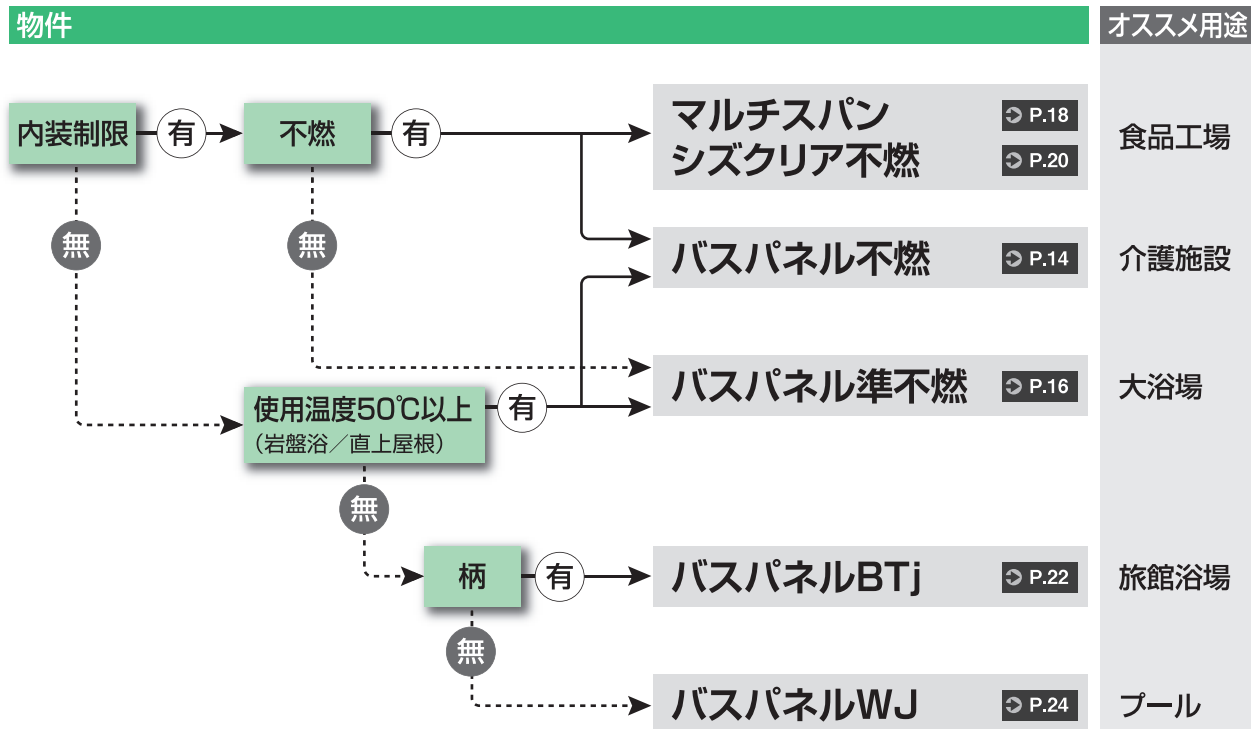 物件
オススメ用途
内装制限
有
不燃
有
マルチスパン P.18
シズクリア不燃 P.20
食品工場
無
無
バスパネル不燃 P.14
介護施設
バスパネル準不燃 P.16
大浴場
使用温度50℃以上
（岩盤浴／直上屋根）
有
無
柄
有
バスパネルBTj P.22
旅館浴場
無
バスパネルWJ P.24
プール